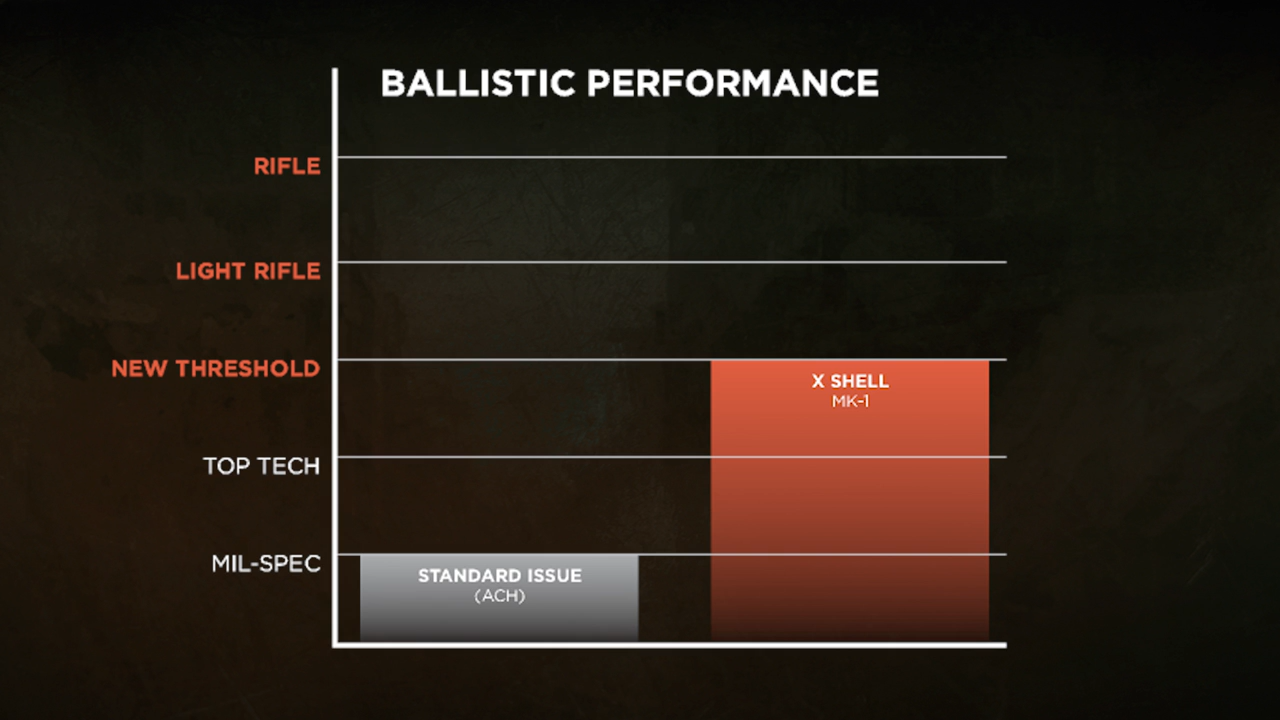 BALLISTIC PERFORMANCE
RIFLE
LIGHT RIFLE
NEW THRESHOLD
X SHELL
MK-1
TOP TECH
MIL-SPEC
STANDARD ISSUE
(ACH)